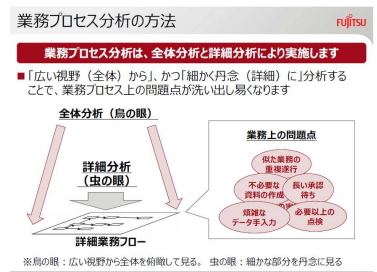 業務プロセス分析の方法
FUJITSU
業務プロセス分析は、全体分析と詳細分析により実施します
■「広い視野（全体）から」、かつ「細かく丹念（詳細）に」分析する
ことで、業務プロセス上の問題点が洗い出し易くなります
全体分析（鳥の眼）
詳細分析
（虫の眼）
詳細業務フロー
業務上の問題点
似た業務の
重複遂行
不必要な
資料の作成
長い承認
待ち
煩雑な
データ手入力
必要以上の
点検
※鳥の眼：広い視野から全体を俯瞰して見る。 虫の眼：細かな部分を丹念に見る